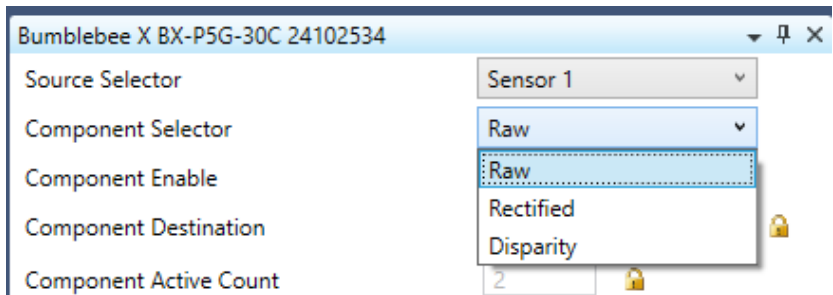 Bumblebee X BX-P5G-30C 24102534
Source Selector Sensor 1
Component Selector Raw
Raw
Component Enable
Rectified
Component Destination
Disparity
Component Active Count 2